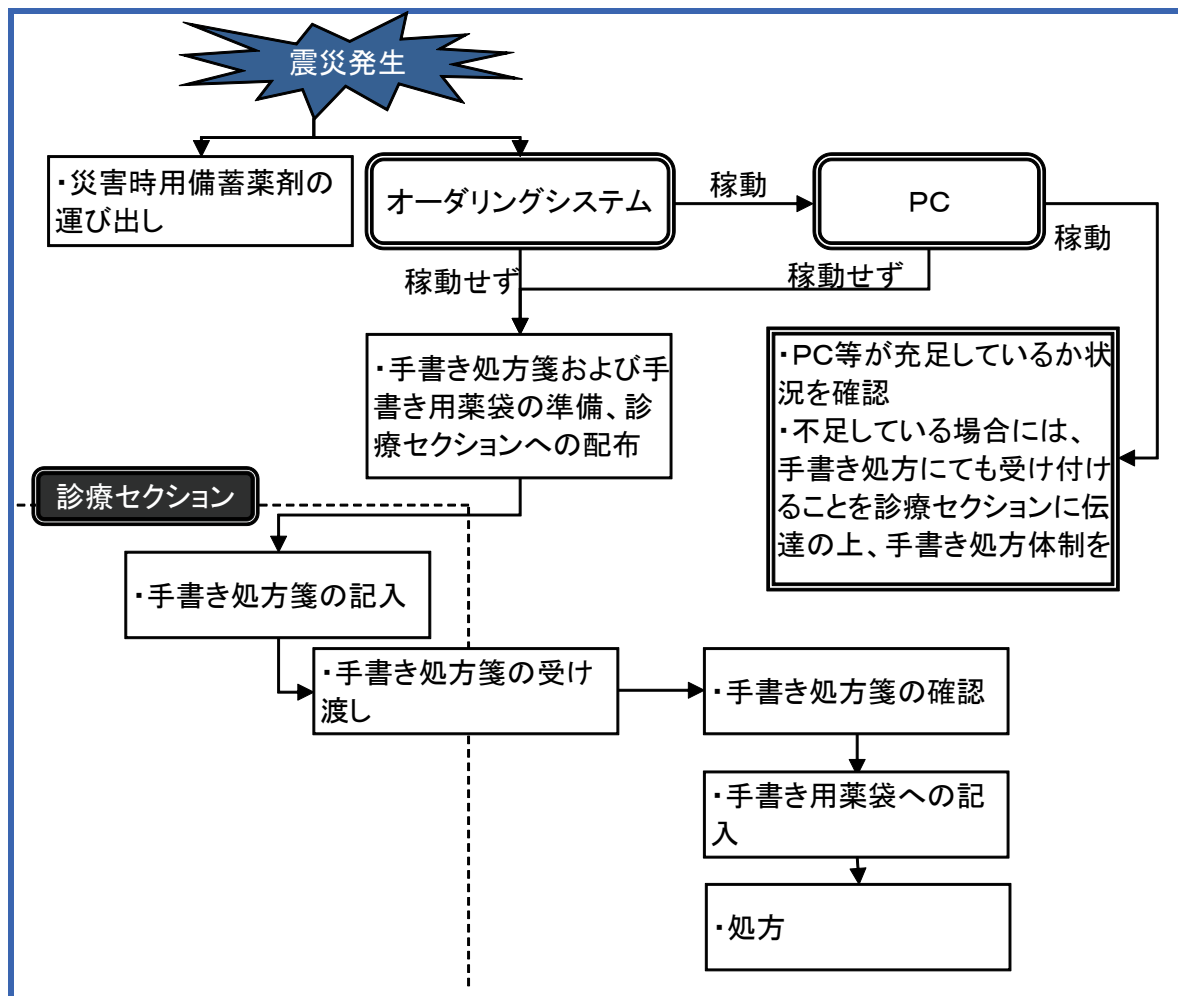 震災発生
・災害時用備蓄薬剤の
運び出し
オーダリングシステム
稼動
PC
稼動
稼動せず
稼動せず
・手書き処方箋および手
書き用薬袋の準備、診
療セクションへの配布
・PC等が充足しているか状
況を確認
・不足している場合には、
手書き処方にても受け付け
ることを診療セクションに伝
達の上、手書き処方体制を
診療セクション
・手書き処方箋の記入
・手書き処方箋の受け
渡し
・手書き処方箋の確認
・手書き用薬袋への記
入
・処方